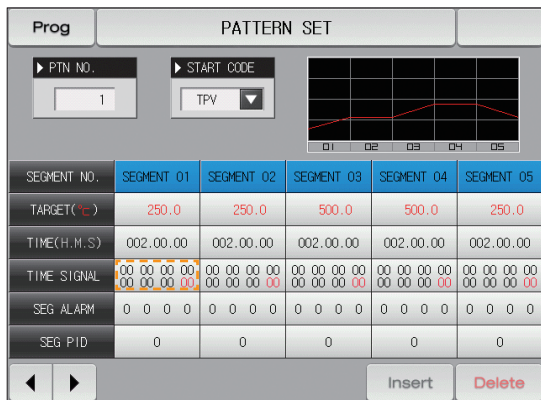 Prog
PATTERN SET
PTN NO.
START CODE
1
TPV
01 02 03 04 05
SEGMENT NO. SEGMENT 01 SEGMENT 02 SEGMENT 03 SEGMENT 04 SEGMENT 05
TARGET(℃) 250.0 250.0 500.0 500.0 250.0
TIME(H.M.S) 002.00.00 002.00.00 002.00.00 002.00.00 002.00.00
TIME SIGNAL 00 00 00 00 00 00 00 00 00 00 00 00 00 00 00 00 00 00 00 00
00 00 00 00 00 00 00 00 00 00 00 00 00 00 00 00 00 00 00 00
SEG ALARM 0 0 0 0 0 0 0 0 0 0 0 0 0 0 0 0 0 0 0 0
SEG PID 0 0 0 0 0
Insert Delete